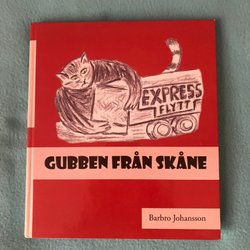 EXPRESS
FLYTT
GUBBEN FRÅN SKÅNE
Barbro Johansson